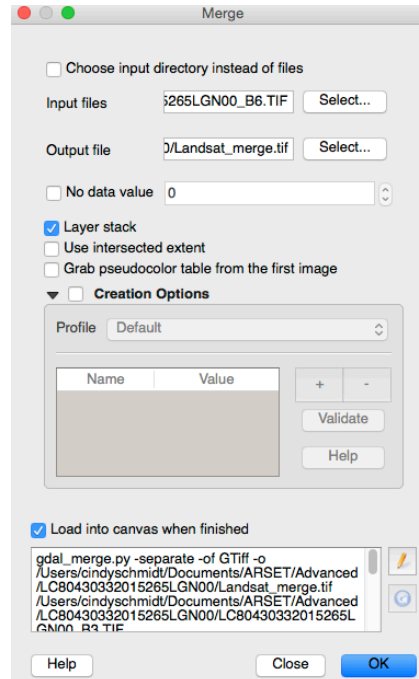 Merge
Choose input directory instead of files
Input files 5265LGN00_B6.TIF Select...
Output file 0/Landsat_merge.tif Select...
No data value 0
Layer stack
Use intersected extent
Grab pseudocolor table from the first image
Creation Options
Profile Default
Name Value + -
Validate
Help
Load into canvas when finished
gdal_merge.py -separate -of GTiff -o
/Users/cindyschmidt/Documents/ARSET/Advanced
/LC80430332015265LGN00/Landsat_merge.tif
/Users/cindyschmidt/Documents/ARSET/Advanced
/LC80430332015265LGN00/LC80430332015265L
GN00_B3.TIF
Help Close OK